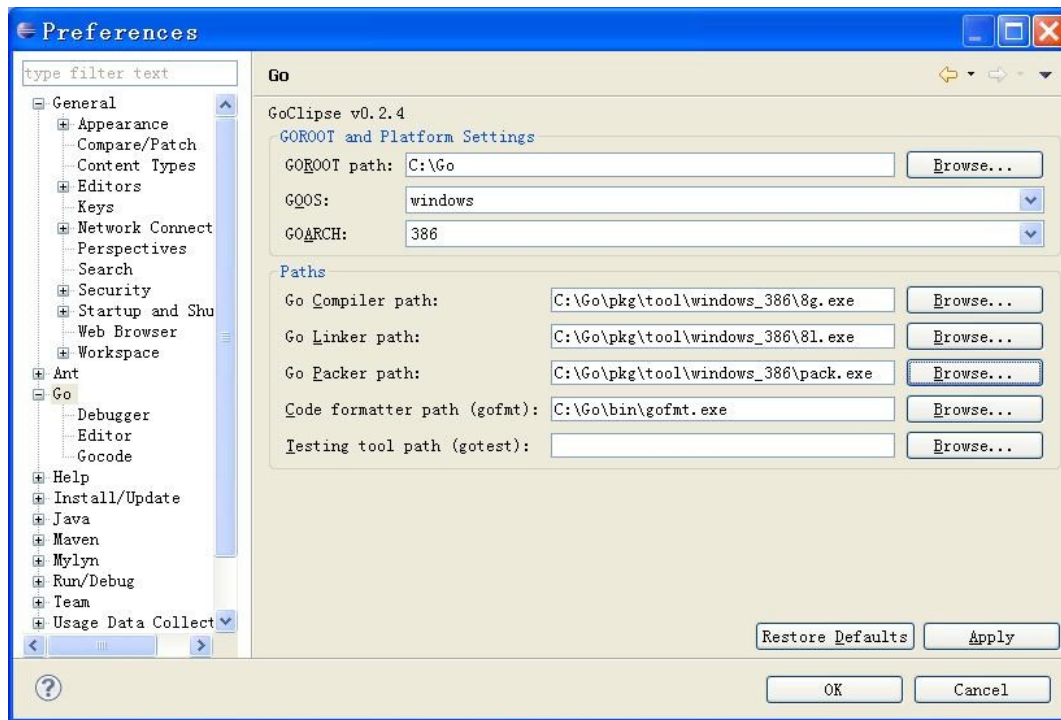 Preferences
type filter text
General
Appearance
Compare/Patch
Content Types
Editors
Keys
Network Connect
Perspectives
Search
Security
Startup and Shu
Web Browser
Workspace
Ant
Go
Debugger
Editor
Gocode
Help
Install/Update
Java
Maven
Mylyn
Run/Debug
Team
Usage Data Collect
Go
GoClipse v0.2.4
GOROOT and Platform Settings
GOROOT path: C:\Go Browse...
GOOS: windows
GOARCH: 386
Paths
Go Compiler path: C:\Go\pkg\tool\windows_386\8g.exe Browse...
Go Linker path: C:\Go\pkg\tool\windows_386\8l.exe Browse...
Go Packer path: C:\Go\pkg\tool\windows_386\pack.exe Browse...
Code formatter path (gofmt): C:\Go\bin\gofmt.exe Browse...
Testing tool path (gotest): Browse...
Restore Defaults Apply
? OK Cancel